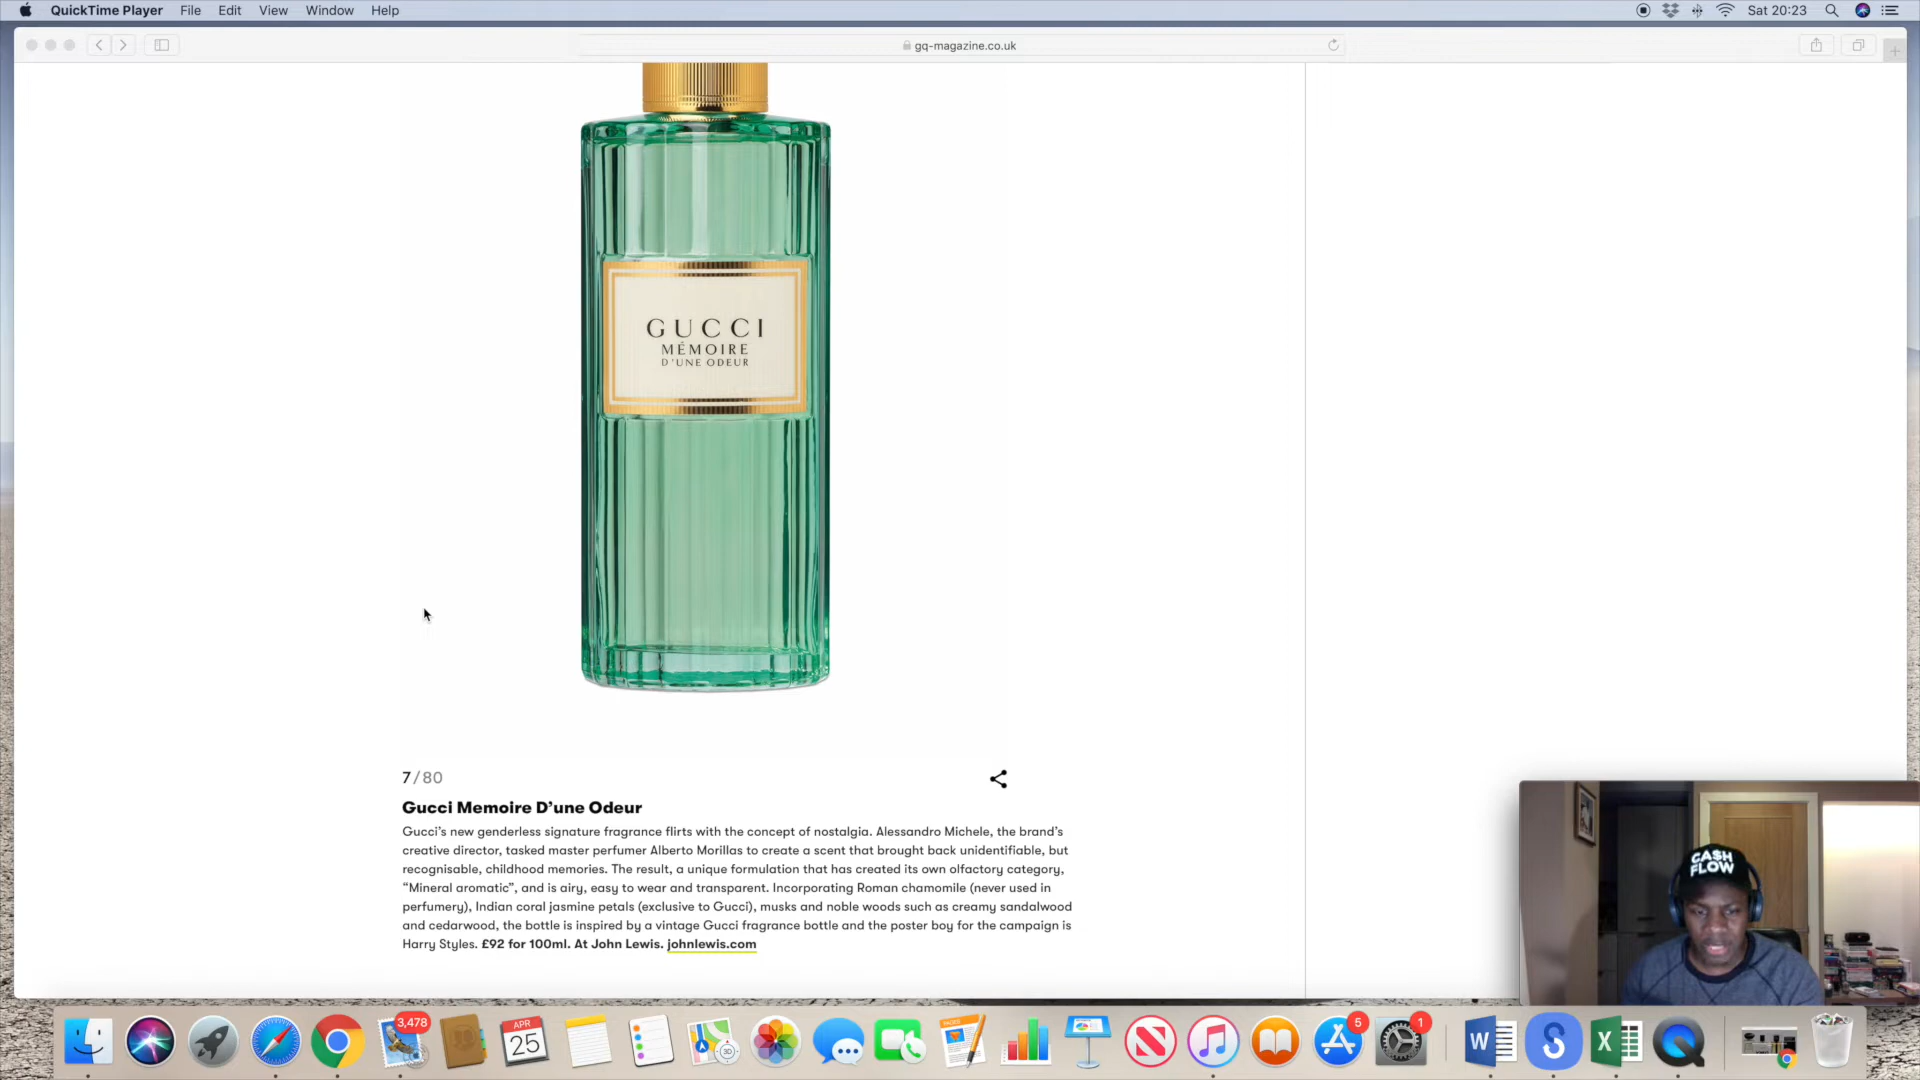 QuickTime Player File Edit View Window Help Sat 20:23
gq-magazine.co.uk
GUCCI
MÉMOIRE
D'UNE ODEUR
7/80
Gucci Memoire D’une Odeur
Gucci’s new genderless signature fragrance flirts with the concept of nostalgia. Alessandro Michele, the brand’s
creative director, tasked master perfumer Alberto Morillas to create a scent that brought back unidentifiable, but
recognisable, childhood memories. The result, a unique formulation that has created its own olfactory category,
“Mineral aromatic”, and is airy, easy to wear and transparent. Incorporating Roman chamomile (never used in
perfumery), Indian coral jasmine petals (exclusive to Gucci), musks and noble woods such as creamy sandalwood
and cedarwood, the bottle is inspired by a vintage Gucci fragrance bottle and the poster boy for the campaign is
Harry Styles. £92 for 100ml. At John Lewis. johnlewis.com
CA$H
FLOW
3,478
APR
25
3D
5
1
W
S
X